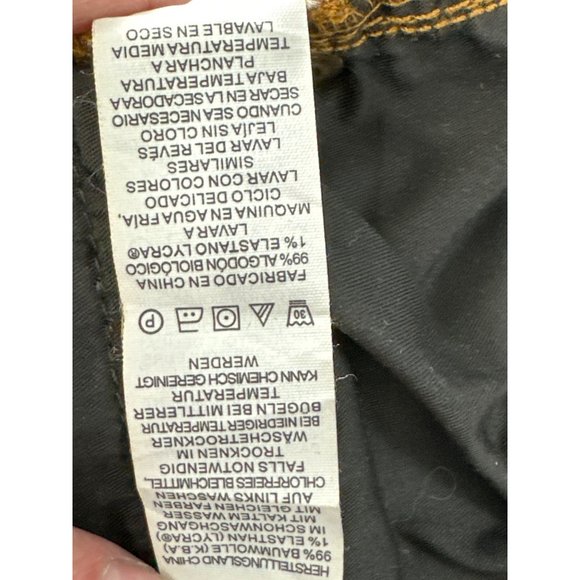 HERSTELLUNGSLAND CHINA
99% BAUMWOLLE (K.B.A)
1% ELASTHAN (LYCRA®)
IM SCHONWASCHGANG
MIT KALTEM WASSER
MIT GLEICHEN FARBEN
AUF LINKS WASCHEN
CHLORFREIES BLEICHMITTEL,
FALLS NOTWENDIG
TROCKNEN IM
WASCHETROCKNER
BEI NIEDRIGER TEMPERATUR
BÜGELN BEI MITTLERER
TEMPERATUR
KANN CHEMISCH GEREINIGT
WERDEN
30 P
FABRICADO EN CHINA
99% ALGODÓN BIOLÓGICO
1% ELASTANO LYCRA®
LAVAR A
MAQUINA EN AGUA FRÍA,
CICLO DELICADO
LAVAR CON COLORES
SIMILARES
LAVAR DEL REVÉS
LEJÍA SIN CLORO
CUANDO SEA NECESARIO
SECAR EN LA SECADORA A
BAJA TEMPERATURA
PLANCHAR A
TEMPERATURA MEDIA
LAVABLE EN SECO